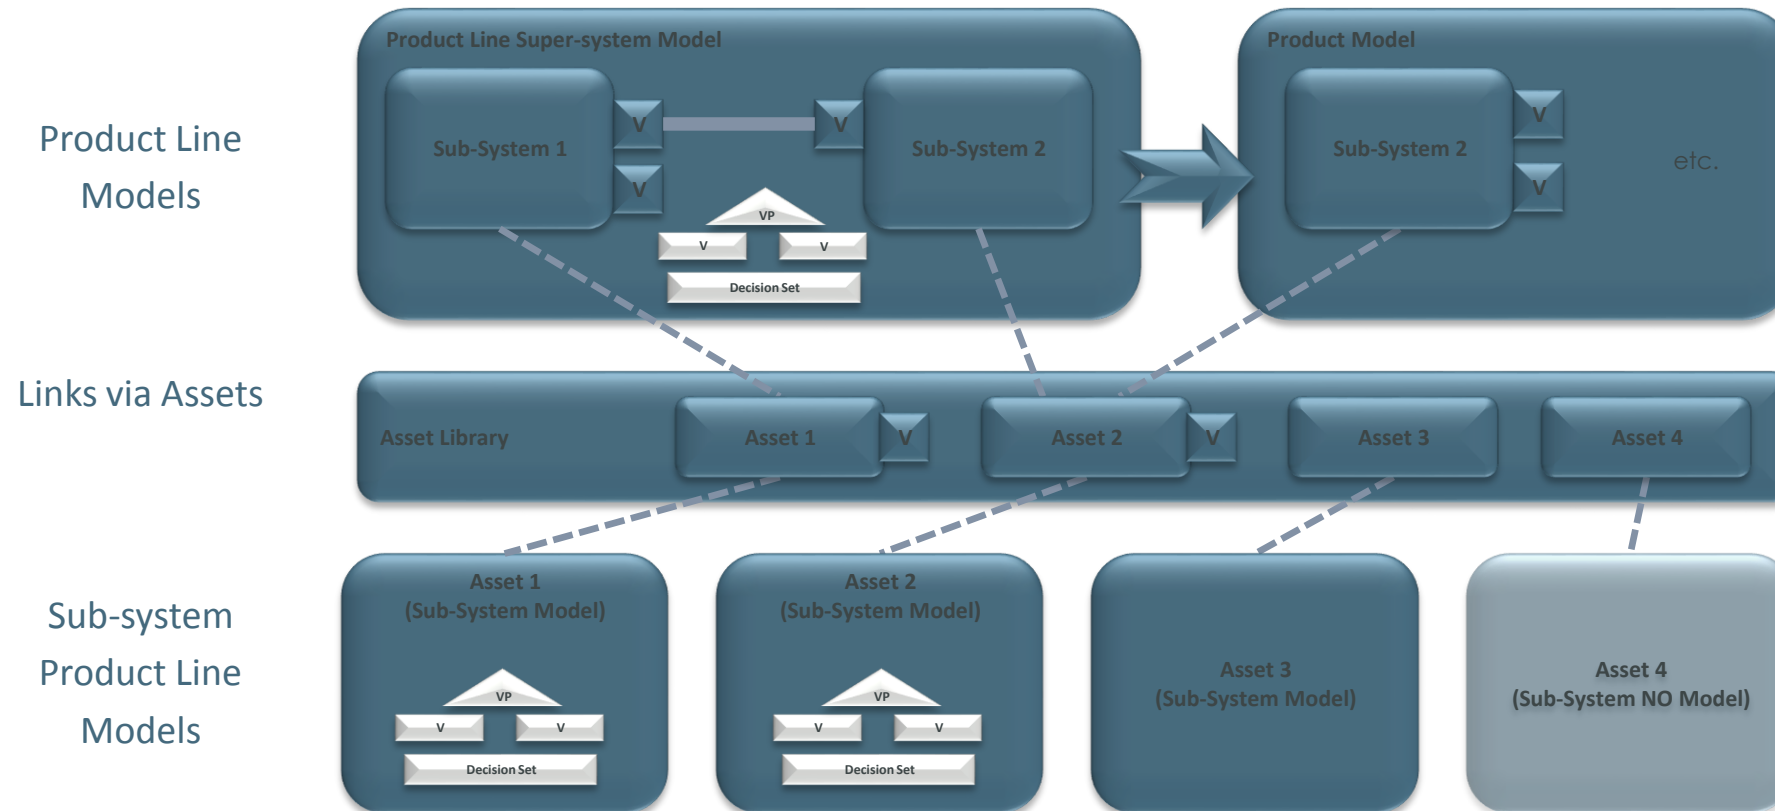 Product Line Super-system Model
Product Model
Product Line
Models
Sub-System 1
V
V
V
Sub-System 2
VP
V
V
Decision Set
Sub-System 2
V
V
etc.
Links via Assets
Asset Library
Asset 1
V
Asset 2
V
Asset 3
Asset 4
Sub-system
Product Line
Models
Asset 1
(Sub-System Model)
VP
V
V
Decision Set
Asset 2
(Sub-System Model)
VP
V
V
Decision Set
Asset 3
(Sub-System Model)
Asset 4
(Sub-System NO Model)